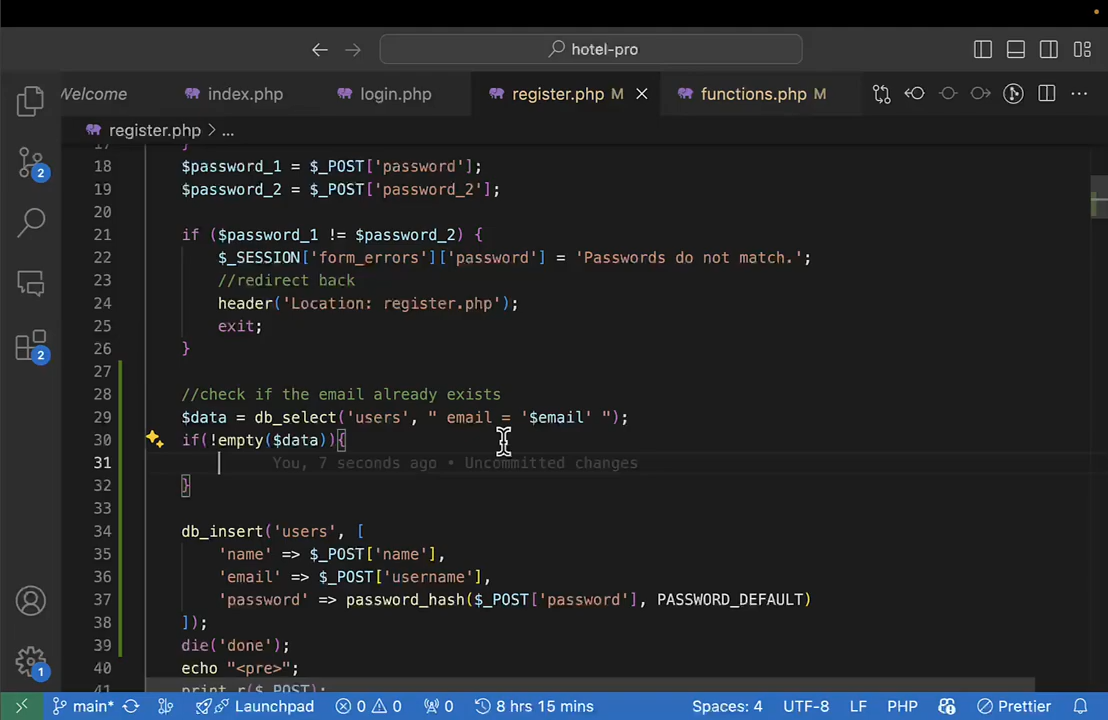 hotel-pro
Welcome index.php login.php register.php M functions.php M
register.php > ...
17 }
18 $password_1 = $_POST['password'];
19 $password_2 = $_POST['password_2'];
20
21 if ($password_1 != $password_2) {
22 $_SESSION['form_errors']['password'] = 'Passwords do not match.';
23 //redirect back
24 header('Location: register.php');
25 exit;
26 }
27
28 //check if the email already exists
29 $data = db_select('users', " email = '$email' ");
30 if(!empty($data)){
31 You, 7 seconds ago • Uncommitted changes
32 }
33
34 db_insert('users', [
35 'name' => $_POST['name'],
36 'email' => $_POST['username'],
37 'password' => password_hash($_POST['password'], PASSWORD_DEFAULT)
38 ]);
39 die('done');
40 echo "<pre>";
41 print_r($_POST);
2
2
1
main* Launchpad 0 0 0 8 hrs 15 mins Spaces: 4 UTF-8 LF PHP Prettier